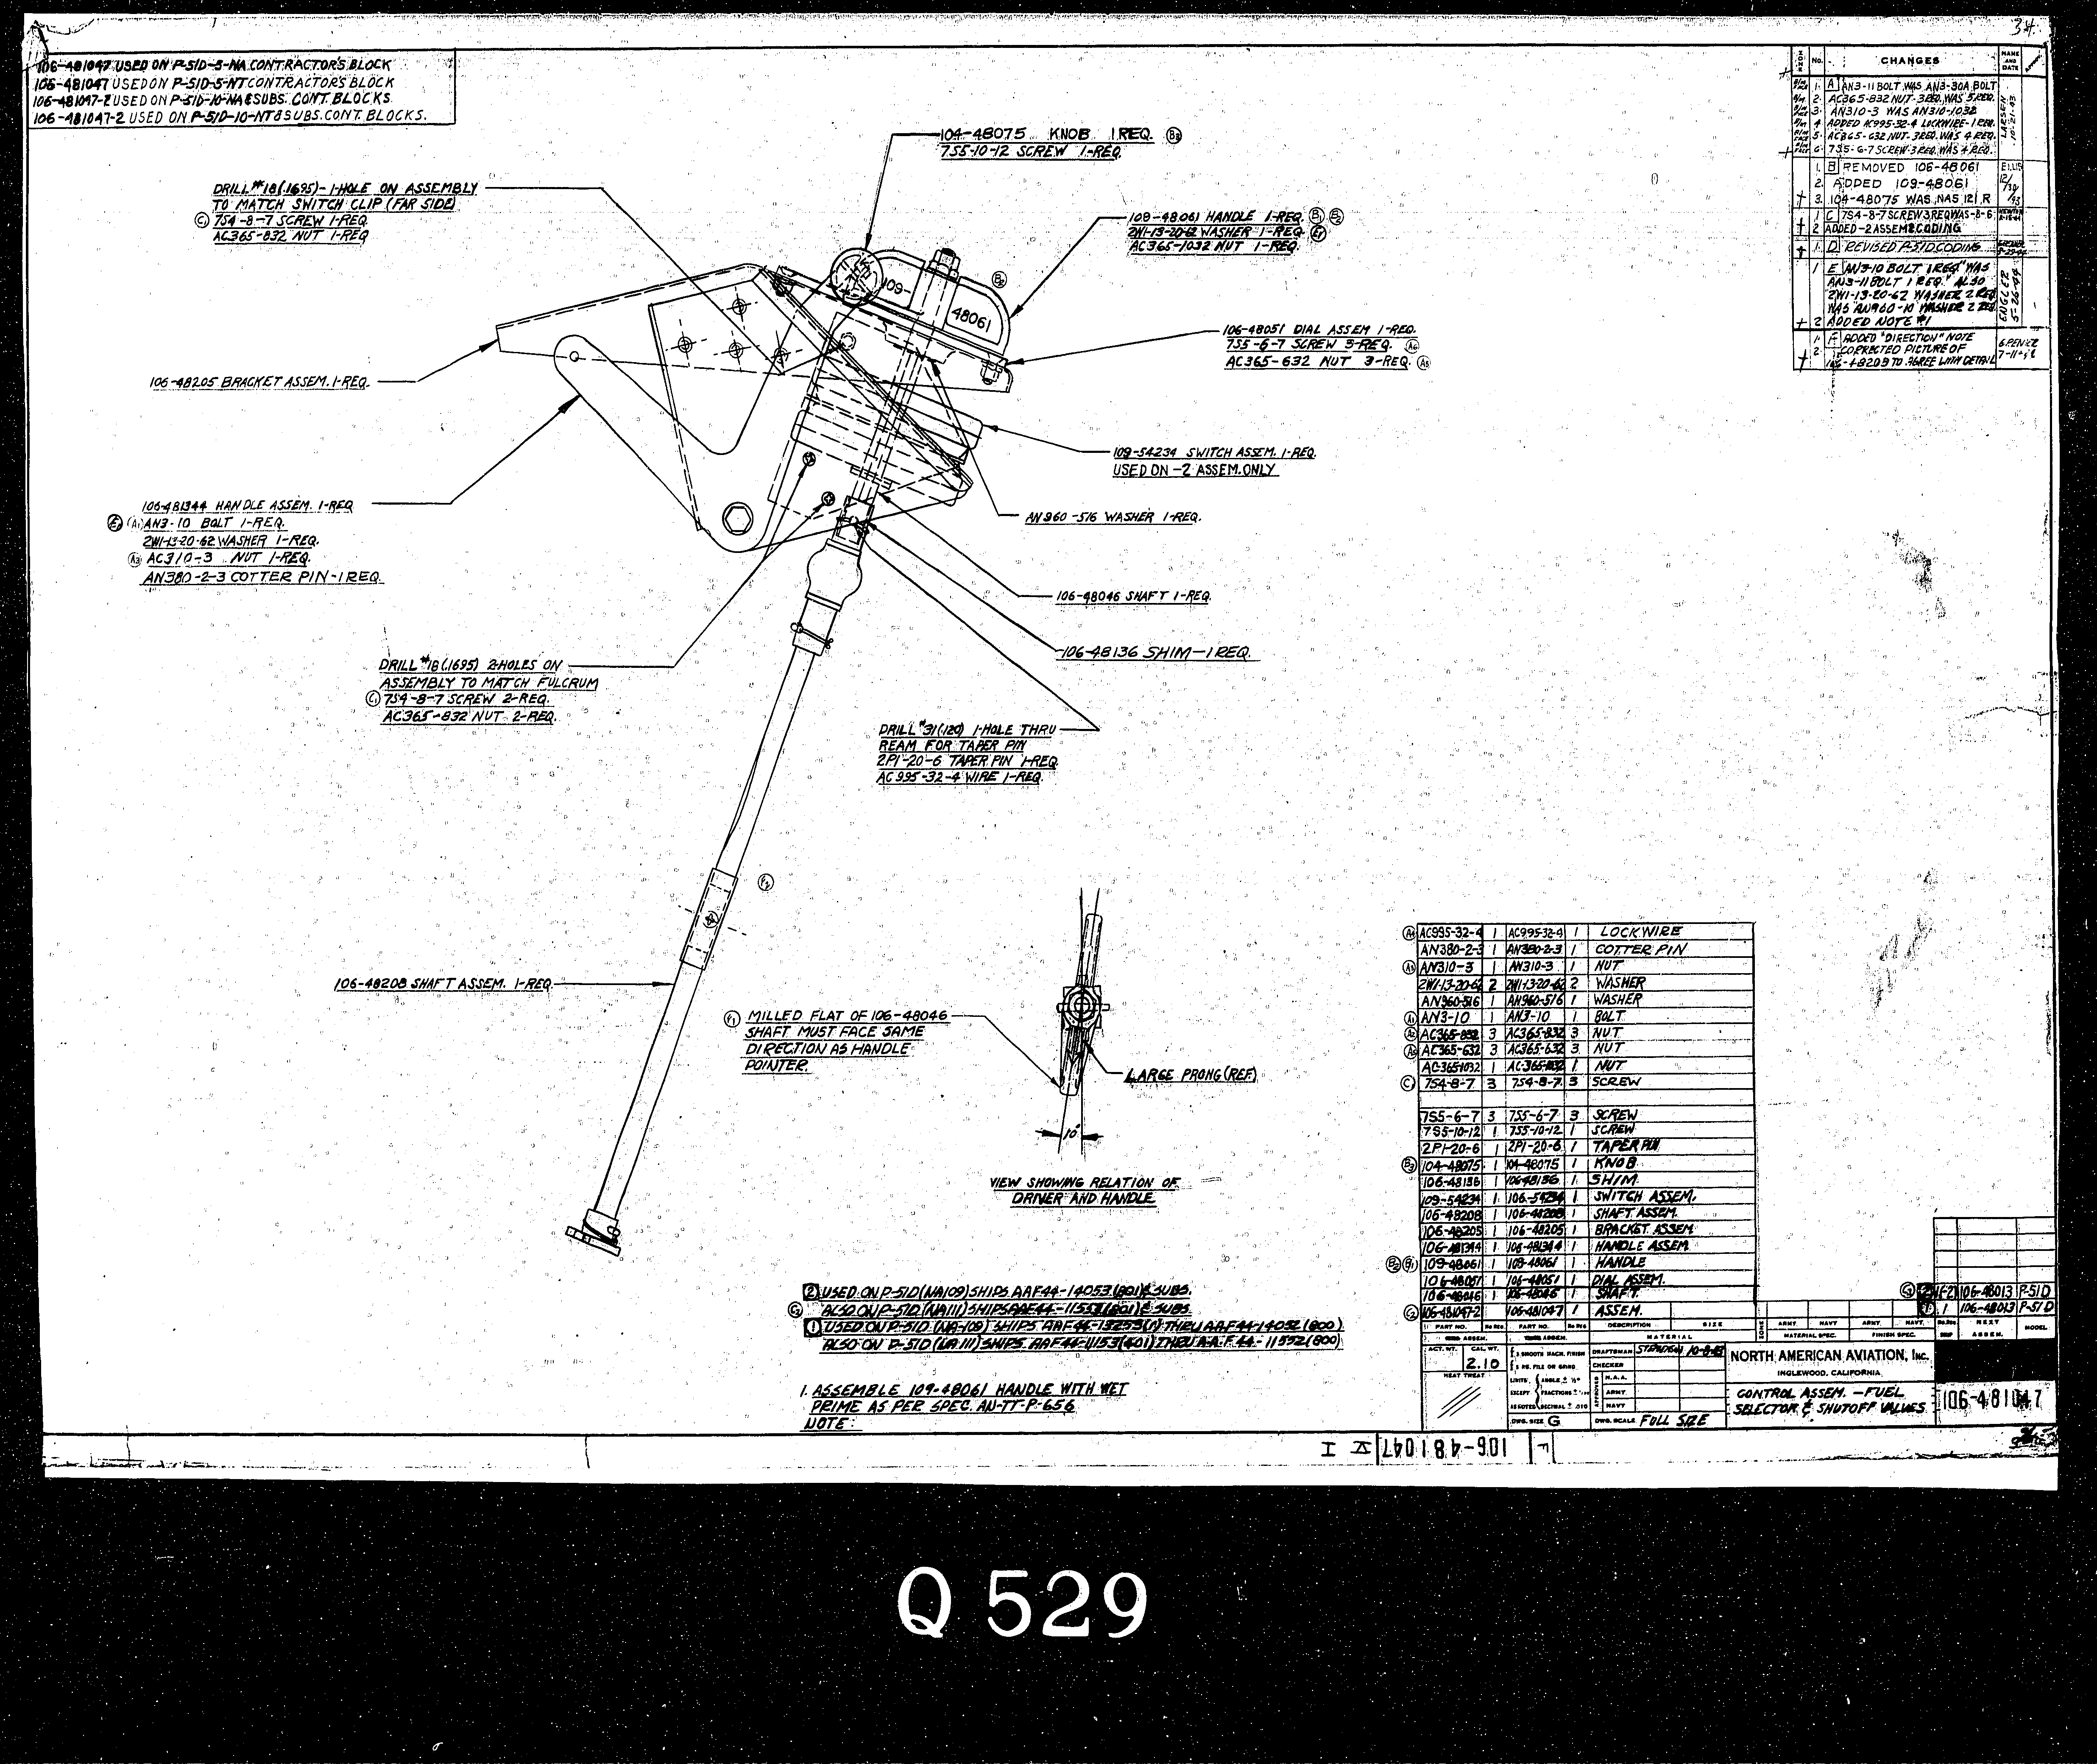 34.
106-481047 USED ON P-51D-5-NA CONTRACTOR'S BLOCK
106-481047 USED ON P-51D-5-NT CONTRACTOR'S BLOCK
106-481047-2 USED ON P-51D-10-NA & SUBS. CONT. BLOCKS.
106-481047-2 USED ON P-51D-10-NT & SUBS. CONT. BLOCKS.
No. CHANGES NAME AND DATE
1. A AN3-11 BOLT WAS AN3-30A BOLT
2. AC365-832 NUT-3 REQ. WAS 5 REQ.
3. AN310-3 WAS AN310-1032
4. ADDED AC995-32-4 LOCKWIRE-1 REQ.
5. AC365-632 NUT. 3 REQ. WAS 4 REQ.
6. 7S5-6-7 SCREW-3 REQ. WAS 4 REQ.
LARSEN 10-21-43
1. B REMOVED 106-48061
2. ADDED 109-48061
3. 104-48075 WAS NAS 121 R
ELLIS 12/30/43
1 C 7S4-8-7 SCREW 3 REQ WAS-8-6
2 ADDED-2 ASSEM & CODING
1. D REVISED P-51D CODING
1 E "AN3-10 BOLT 1 REQ" WAS
AN3-11 BOLT 1 REQ." ALSO
2W1-13-20-62 WASHER 2 REQ
WAS AN960-10 WASHER 2 REQ
2 ADDED NOTE #1
ENGLER 5-26-44
1. F ADDED "DIRECTION" NOTE
2. CORRECTED PICTURE OF
106-48208 TO AGREE WITH DETAIL
104-48075 KNOB 1 REQ. B3
7S5-10-12 SCREW 1-REQ.
DRILL #18 (.1695)-1-HOLE ON ASSEMBLY
TO MATCH SWITCH CLIP (FAR SIDE)
C1 7S4-8-7 SCREW 1-REQ.
AC365-832 NUT 1-REQ
109-48061 HANDLE 1-REQ. B1 B2
2W1-13-20-62 WASHER 1-REQ. E1
AC365-1032 NUT 1-REQ.
B2
109-
48061
106-48051 DIAL ASSEM 1-REQ.
7S5-6-7 SCREW 3-REQ. A6
AC365-632 NUT 3-REQ. A5
106-48205 BRACKET ASSEM. 1-REQ.
109-54234 SWITCH ASSEM. 1-REQ.
USED ON -2 ASSEM. ONLY
AN960-516 WASHER 1-REQ.
106-481344 HANDLE ASSEM. 1-REQ
E1 A1 AN3-10 BOLT 1-REQ.
2W1-13-20-62 WASHER 1-REQ.
A3 AC310-3 NUT 1-REQ.
AN380-2-3 COTTER PIN-1 REQ.
106-48046 SHAFT 1-REQ.
106-48136 SHIM-1 REQ.
DRILL #18 (.1695) 2-HOLES ON
ASSEMBLY TO MATCH FULCRUM
C1 7S4-8-7 SCREW 2-REQ.
AC365-832 NUT 2-REQ.
DRILL #31 (.120) 1-HOLE THRU
REAM FOR TAPER PIN
2P1-20-6 TAPER PIN 1-REQ.
AC995-32-4 WIRE 1-REQ.
F2
106-48208 SHAFT ASSEM. 1-REQ.
F1 MILLED FLAT OF 106-48046
SHAFT MUST FACE SAME
DIRECTION AS HANDLE
POINTER.
LARGE PRONG (REF)
10°
VIEW SHOWING RELATION OF
DRIVER AND HANDLE
A4 AC995-32-4 1 AC995-32-4 1 LOCKWIRE
AN380-2-3 1 AN380-2-3 1 COTTER PIN
A3 AN310-3 1 AN310-3 1 NUT
2W1-13-20-62 2 2W1-13-20-62 2 WASHER
AN960-516 1 AN960-516 1 WASHER
A1 AN3-10 1 AN3-10 1 BOLT
A2 AC365-832 3 AC365-832 3 NUT
A5 AC365-632 3 AC365-632 3 NUT
AC365-1032 1 AC365-1032 1 NUT
C1 7S4-8-7 3 7S4-8-7 3 SCREW
7S5-6-7 3 7S5-6-7 3 SCREW
7S5-10-12 1 7S5-10-12 1 SCREW
2P1-20-6 1 2P1-20-6 1 TAPER PIN
B3 104-48075 1 104-48075 1 KNOB
106-48136 1 106-48136 1 SHIM
109-54234 1 106-54234 1 SWITCH ASSEM.
106-48208 1 106-48208 1 SHAFT ASSEM.
106-48205 1 106-48205 1 BRACKET ASSEM
106-481344 1 106-481344 1 HANDLE ASSEM
B2 B1 109-48061 1 109-48061 1 HANDLE
106-48051 1 106-48051 1 DIAL ASSEM.
106-48046 1 106-48046 1 SHAFT
C2 106-481047-2 106-481047 1 ASSEM.
PART NO. PART NO. DESCRIPTION SIZE
MATERIAL
2 USED ON P-51D (NA109) SHIPS AAF44-14053 (801) & SUBS.
ALSO ON P-51D (NA111) SHIPS AAF44-11553 (801) & SUBS
1 USED ON P-51D (NA-109) SHIPS AAF44-13253 (1) THRU AAF44-14052 (800)
ALSO ON P-51D (NA 111) SHIPS AAF44-11153 (401) THRU AAF44-11552 (800)
1. ASSEMBLE 109-48061 HANDLE WITH WET
PRIME AS PER SPEC. AN-TT-P-656
NOTE:
106-48013 P-51D
1 106-48013 P-51D
ARMY NAVY ARMY NAVY
MATERIAL SPEC. FINISH SPEC. NEXT ASSEM. MODEL
ACT. WT. CAL. WT.
2.10
HEAT TREAT
DRAFTSMAN 10-8-43
CHECKER
N.A.A.
ARMY
NAVY
DWG. SIZE G DWG. SCALE FULL SIZE
NORTH AMERICAN AVIATION, INC.
INGLEWOOD, CALIFORNIA
CONTROL ASSEM. - FUEL
SELECTOR & SHUTOFF VALVES
106-481047
106-481047
Q 529